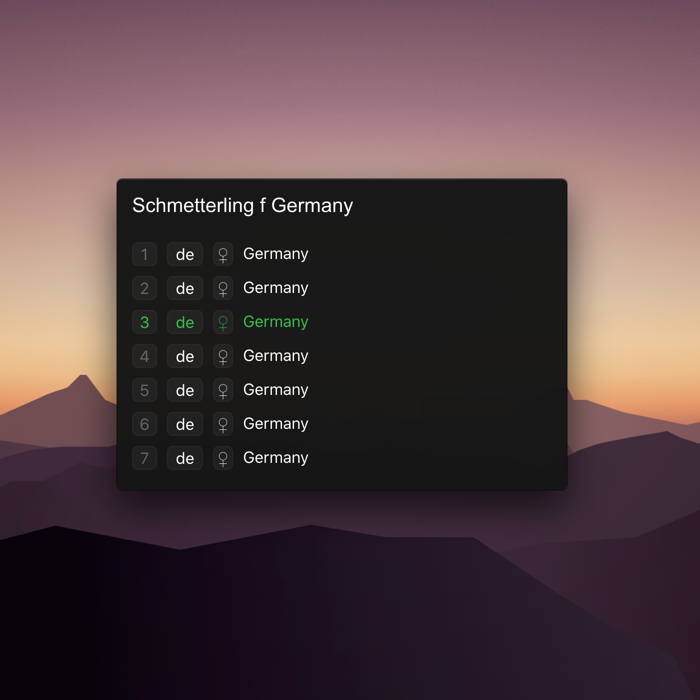 Schmetterling f Germany
1 de ♀ Germany
2 de ♀ Germany
3 de ♀ Germany
4 de ♀ Germany
5 de ♀ Germany
6 de ♀ Germany
7 de ♀ Germany